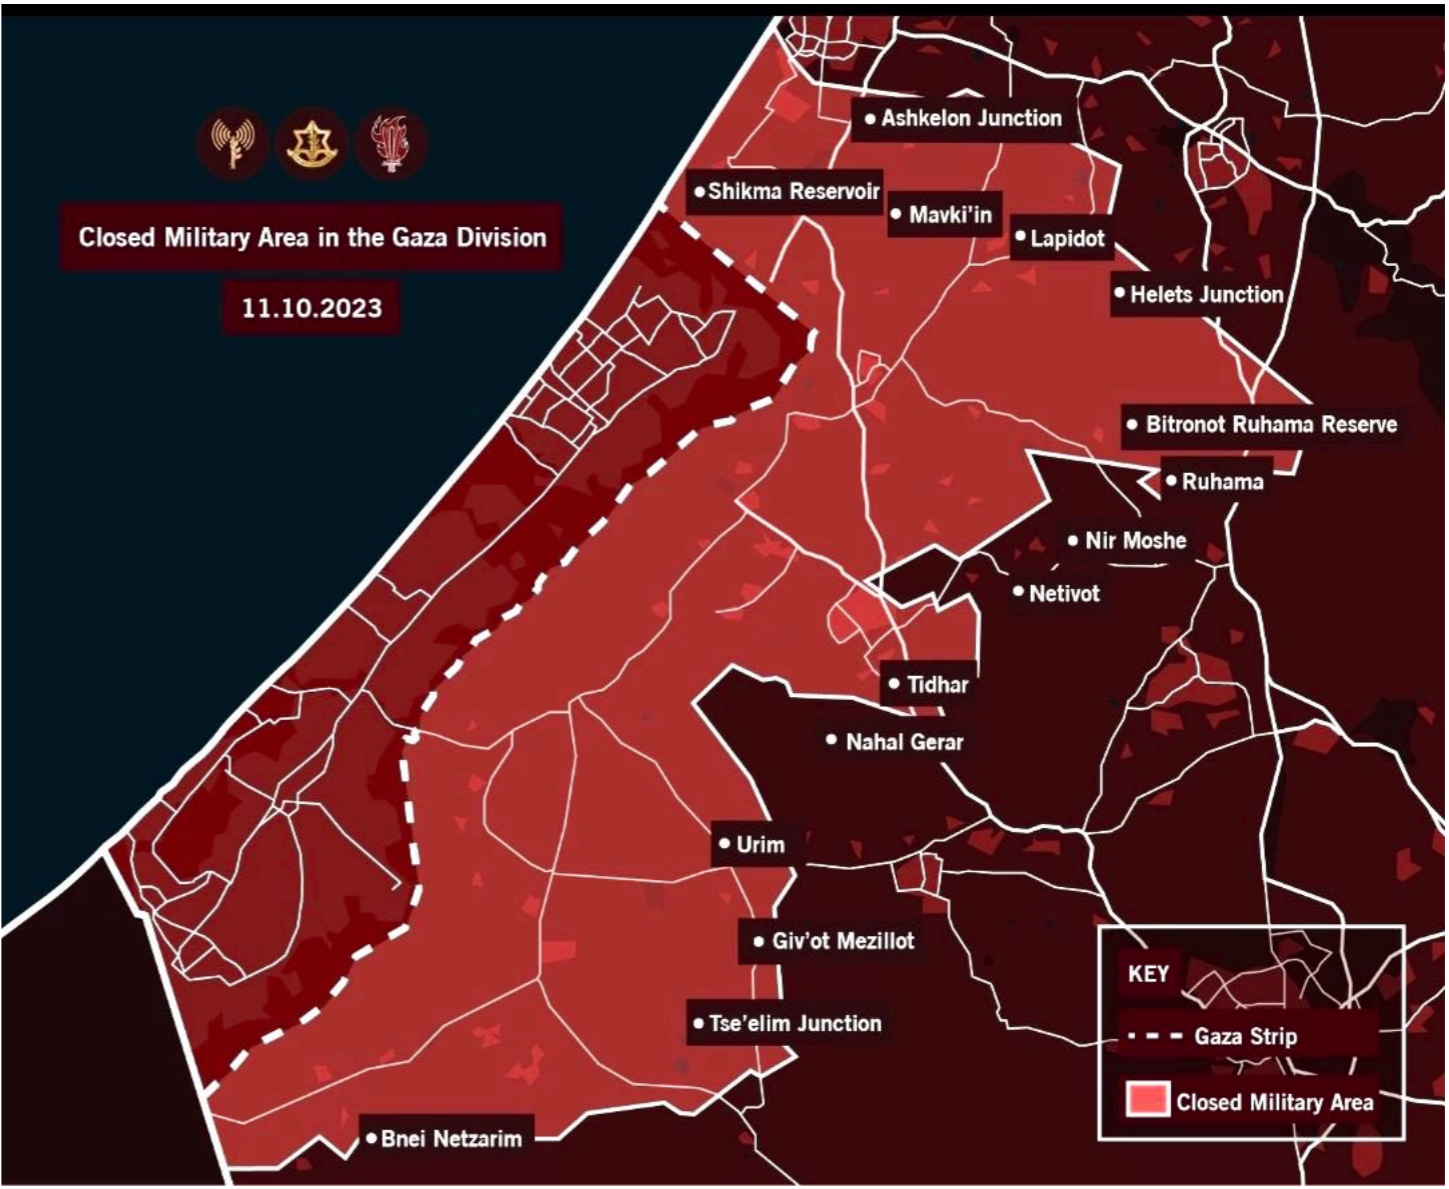 Closed Military Area in the Gaza Division
11.10.2023
Ashkelon Junction
Shikma Reservoir
Mavki'in
Lapidot
Helets Junction
Bitronot Ruhama Reserve
Ruhama
Nir Moshe
Netivot
Tidhar
Nahal Gerar
Urim
Giv'ot Mezillot
Tse'elim Junction
Bnei Netzarim
KEY
Gaza Strip
Closed Military Area